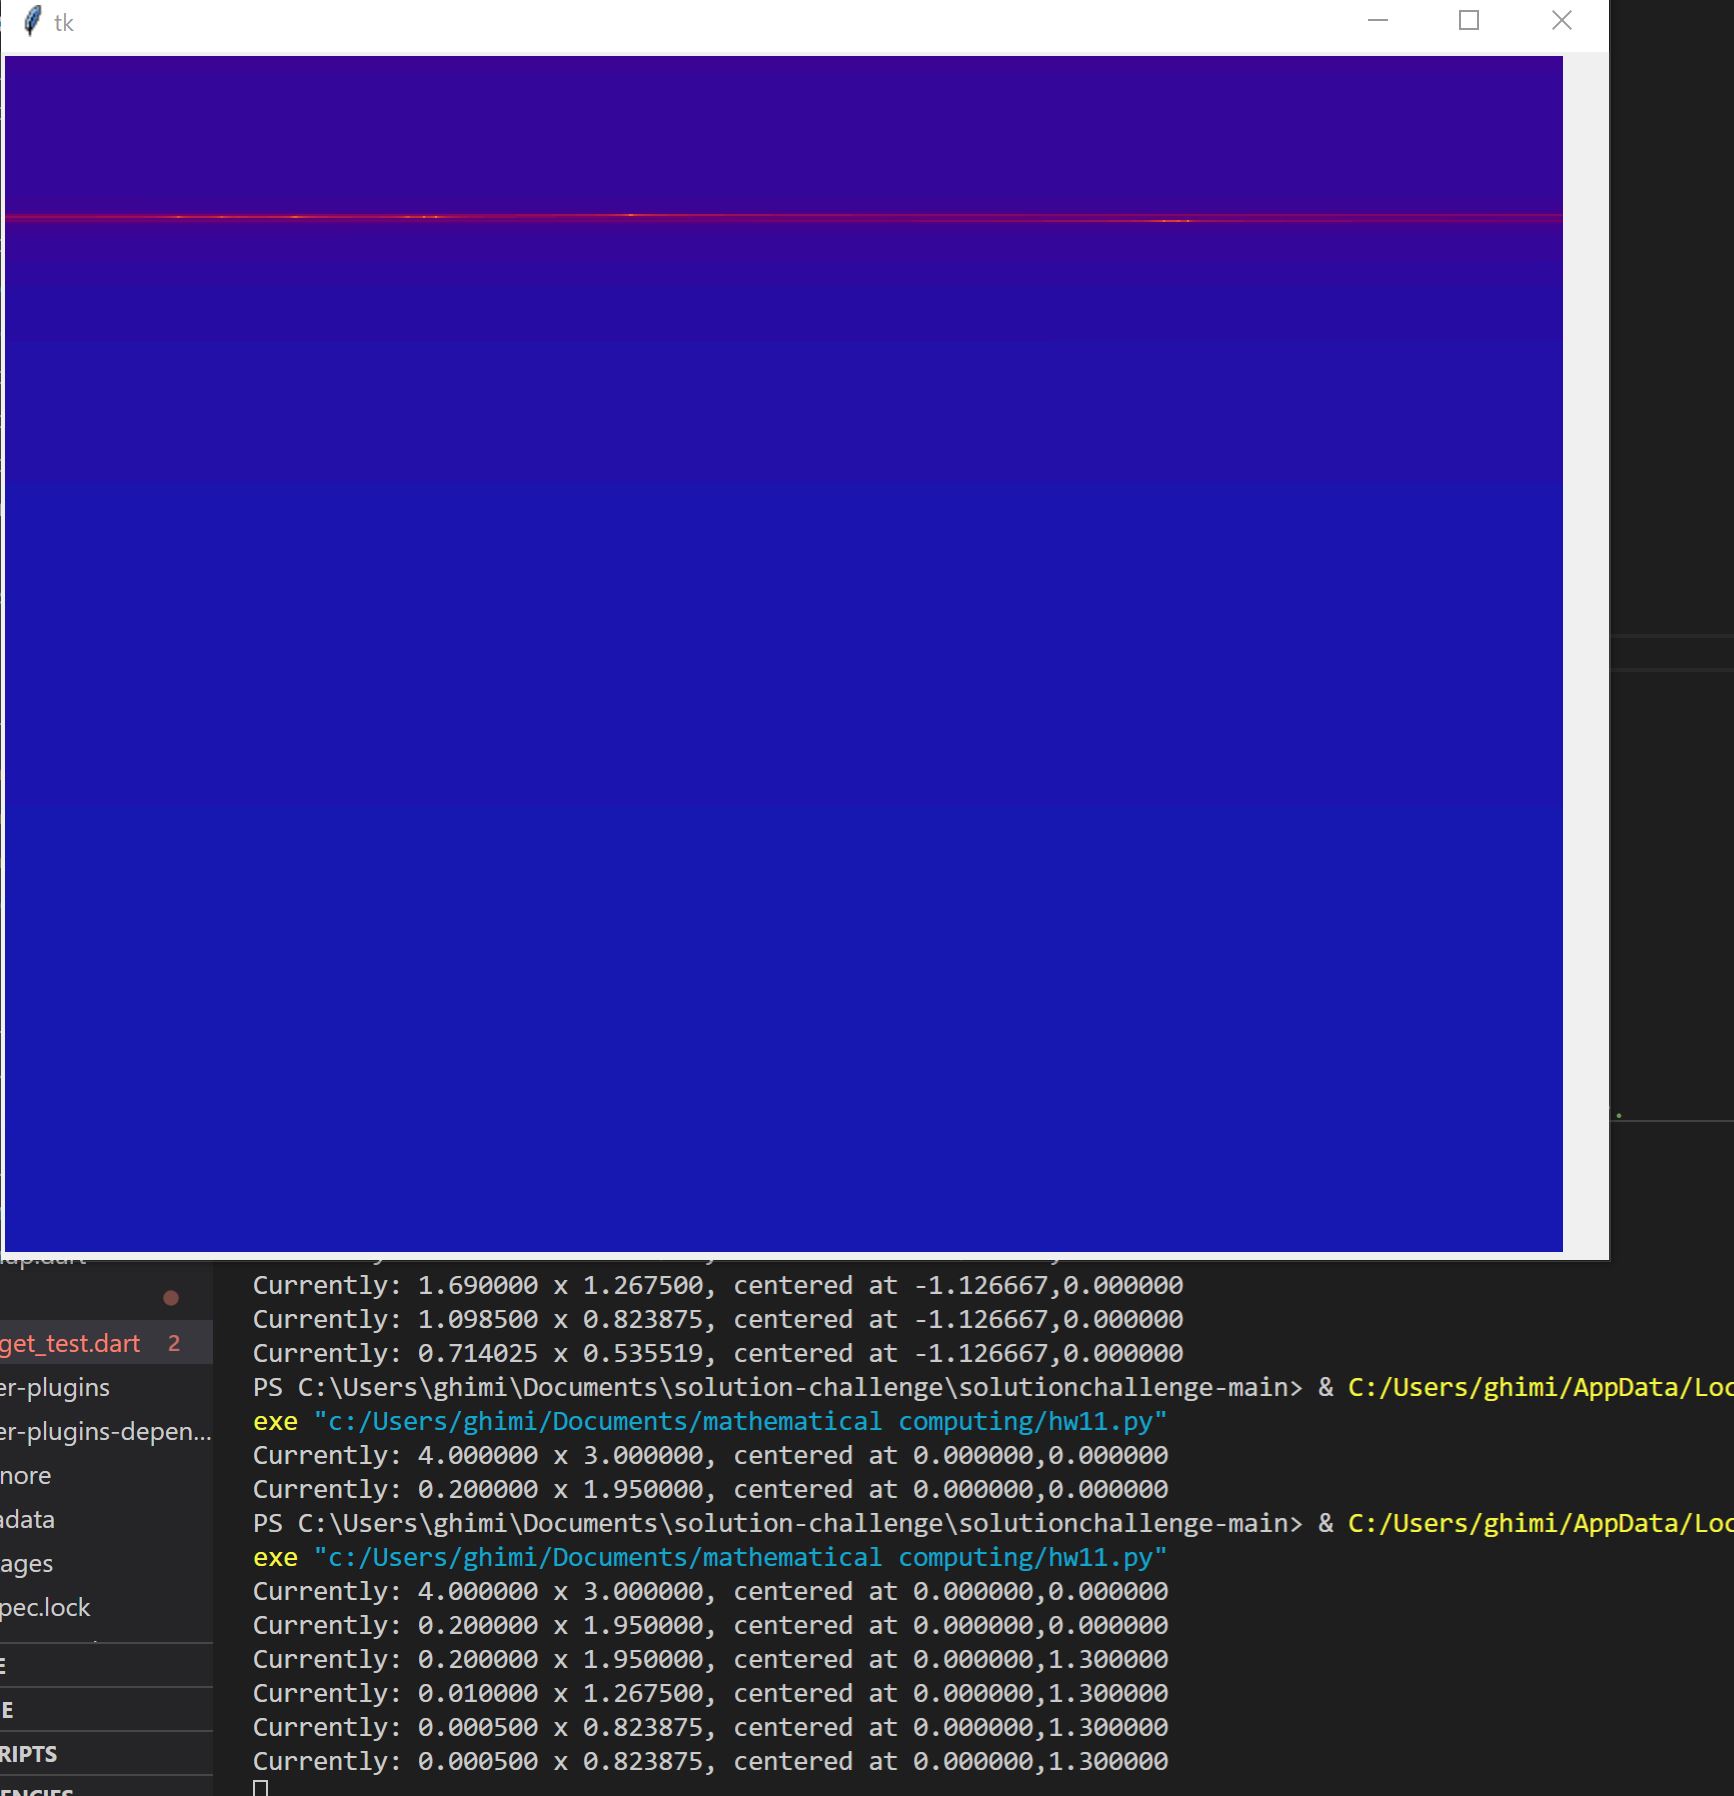 tk
Currently: 1.690000 x 1.267500, centered at -1.126667,0.000000
Currently: 1.098500 x 0.823875, centered at -1.126667,0.000000
Currently: 0.714025 x 0.535519, centered at -1.126667,0.000000
PS C:\Users\ghimi\Documents\solution-challenge\solutionchallenge-main> & C:/Users/ghimi/AppData/Loc
exe "c:/Users/ghimi/Documents/mathematical computing/hw11.py"
Currently: 4.000000 x 3.000000, centered at 0.000000,0.000000
Currently: 0.200000 x 1.950000, centered at 0.000000,0.000000
PS C:\Users\ghimi\Documents\solution-challenge\solutionchallenge-main> & C:/Users/ghimi/AppData/Loc
exe "c:/Users/ghimi/Documents/mathematical computing/hw11.py"
Currently: 4.000000 x 3.000000, centered at 0.000000,0.000000
Currently: 0.200000 x 1.950000, centered at 0.000000,0.000000
Currently: 0.200000 x 1.950000, centered at 0.000000,1.300000
Currently: 0.010000 x 1.267500, centered at 0.000000,1.300000
Currently: 0.000500 x 0.823875, centered at 0.000000,1.300000
Currently: 0.000500 x 0.823875, centered at 0.000000,1.300000
get_test.dart 2
er-plugins
er-plugins-depen...
nore
adata
ages
pec.lock
E
E
RIPTS